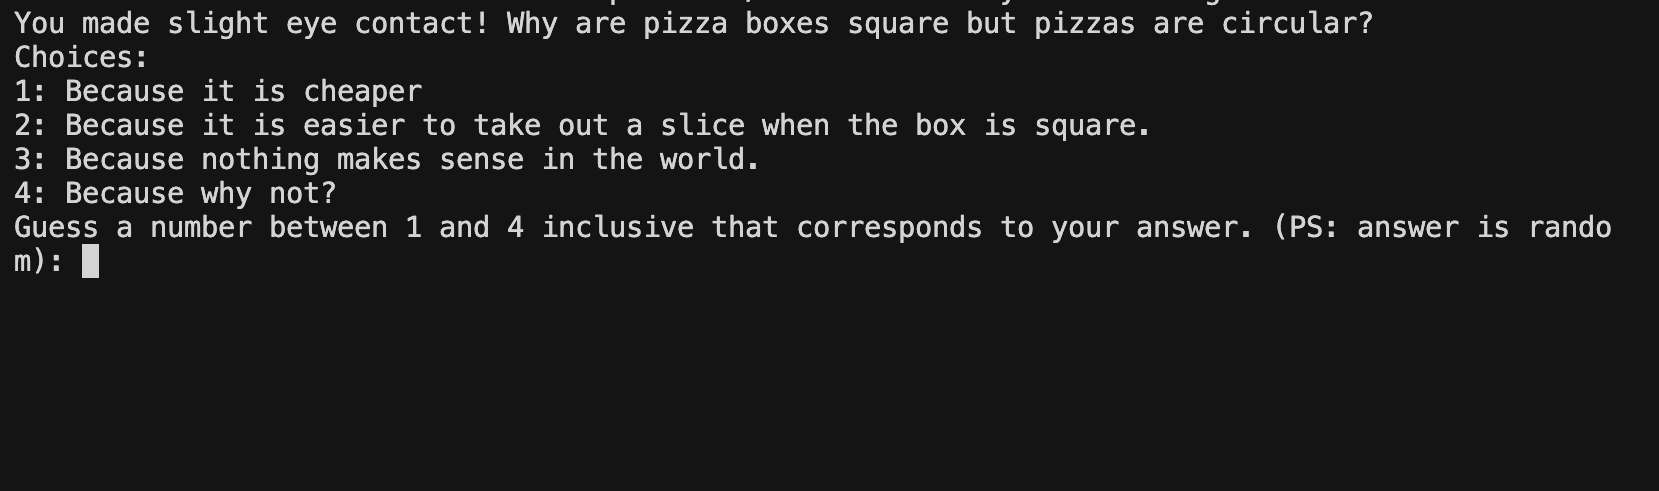 You made slight eye contact! Why are pizza boxes square but pizzas are circular?
Choices:
1: Because it is cheaper
2: Because it is easier to take out a slice when the box is square.
3: Because nothing makes sense in the world.
4: Because why not?
Guess a number between 1 and 4 inclusive that corresponds to your answer. (PS: answer is rando
m):